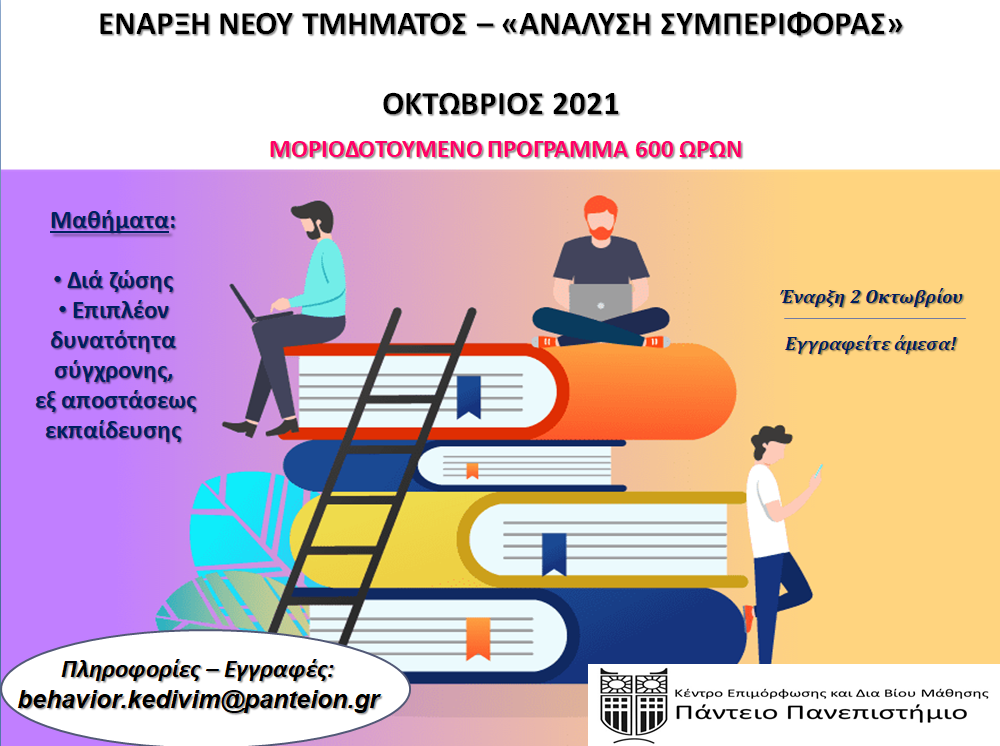 ΕΝΑΡΞΗ ΝΕΟΥ ΤΜΗΜΑΤΟΣ – «ΑΝΑΛΥΣΗ ΣΥΜΠΕΡΙΦΟΡΑΣ»
ΟΚΤΩΒΡΙΟΣ 2021
ΜΟΡΙΟΔΟΤΟΥΜΕΝΟ ΠΡΟΓΡΑΜΜΑ 600 ΩΡΩΝ
Μαθήματα:
• Διά ζώσης
• Επιπλέον
δυνατότητα
σύγχρονης,
εξ αποστάσεως
εκπαίδευσης
Έναρξη 2 Οκτωβρίου
Εγγραφείτε άμεσα!
Πληροφορίες – Εγγραφές:
behavior.kedivim@panteion.gr
Κέντρο Επιμόρφωσης και Δια Βίου Μάθησης
Πάντειο Πανεπιστήμιο